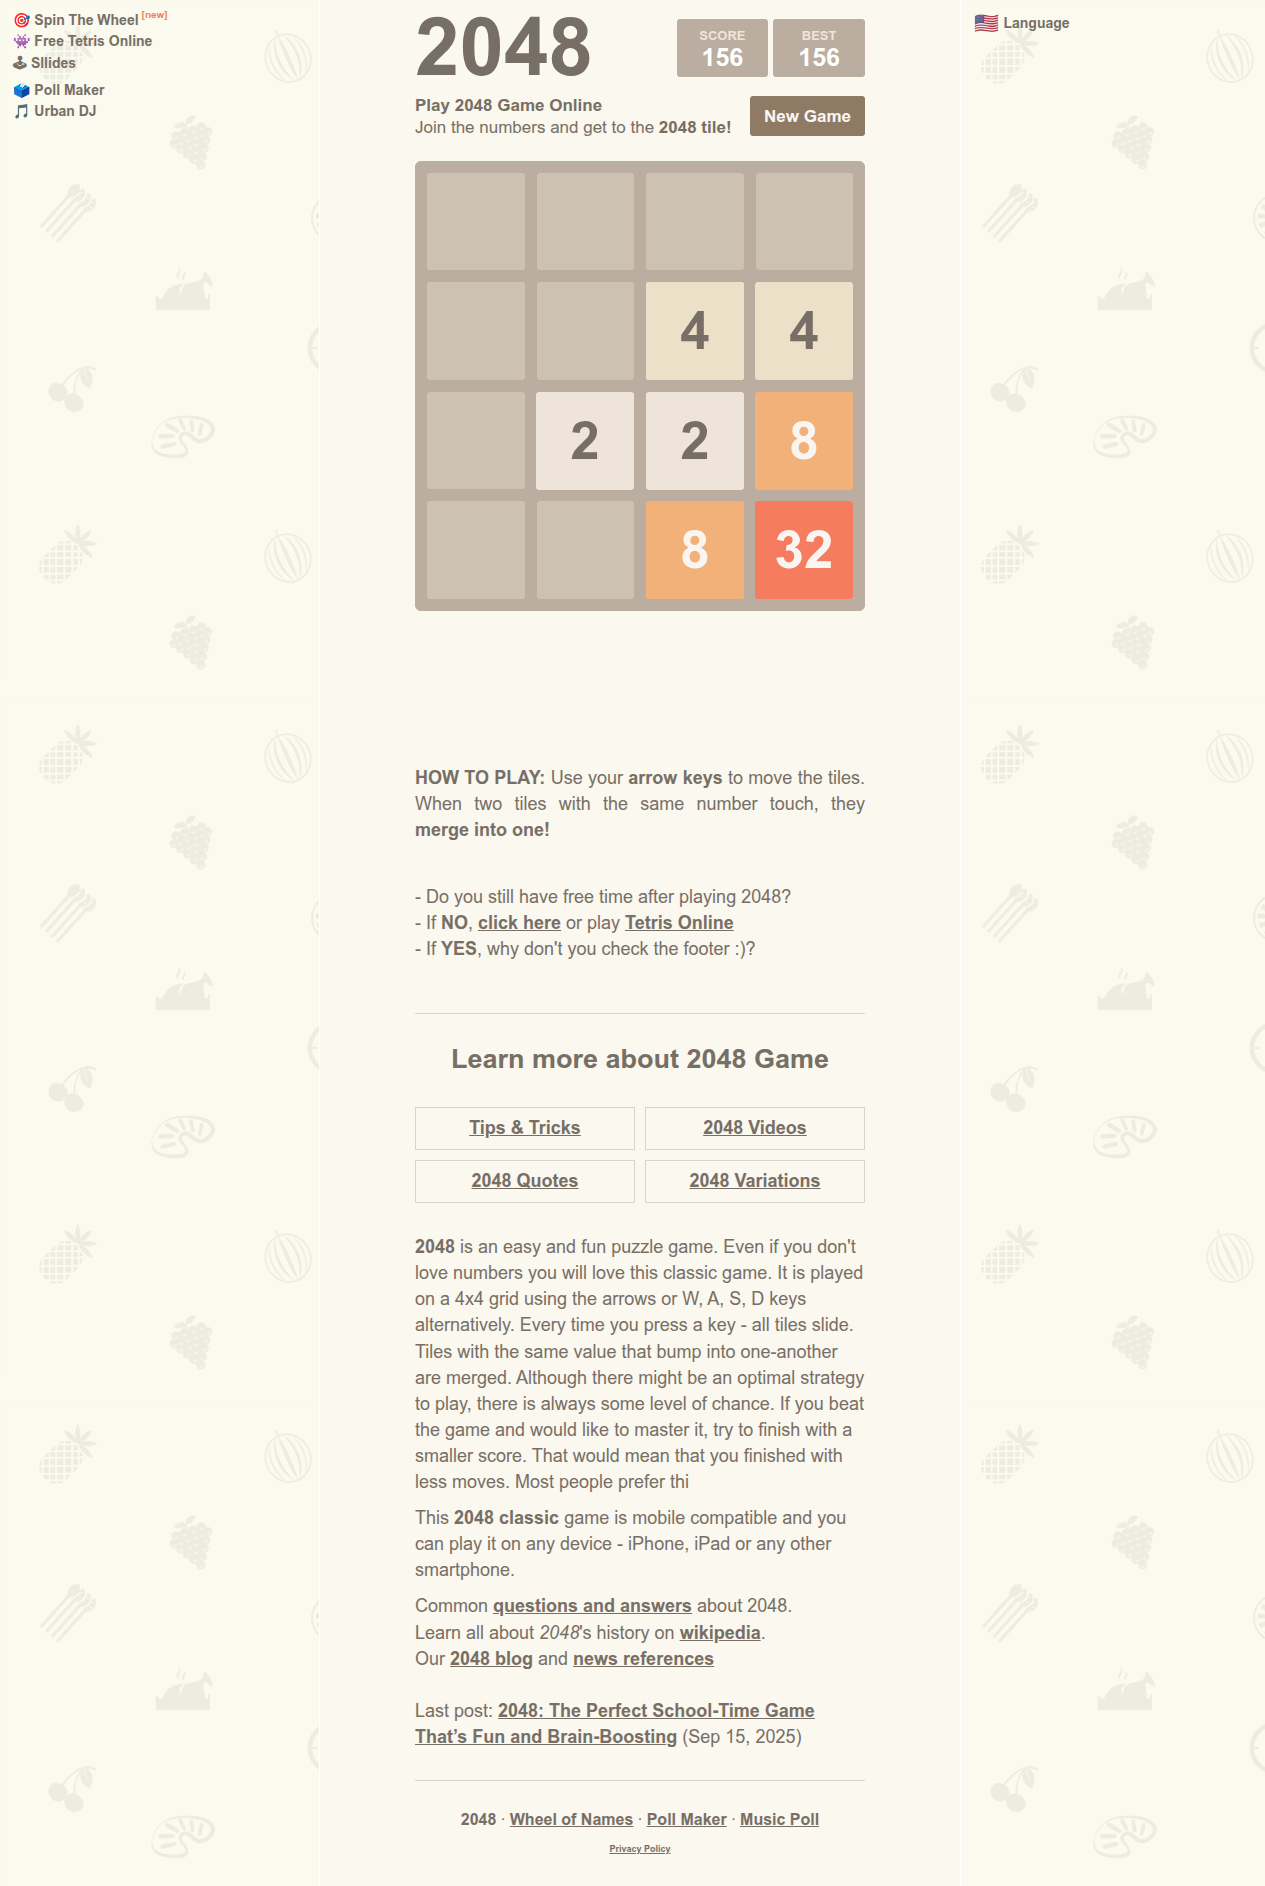 🎯 Spin The Wheel [new]
👾 Free Tetris Online
🕹 Sllides
🗳 Poll Maker
🎵 Urban DJ
2048
SCORE
156
BEST
156
🇺🇸 Language
Play 2048 Game Online
Join the numbers and get to the 2048 tile!
New Game
4 4
2 2 8
8 32
HOW TO PLAY: Use your arrow keys to move the tiles.
When two tiles with the same number touch, they
merge into one!
- Do you still have free time after playing 2048?
- If NO, click here or play Tetris Online
- If YES, why don't you check the footer :)?
Learn more about 2048 Game
Tips & Tricks
2048 Videos
2048 Quotes
2048 Variations
2048 is an easy and fun puzzle game. Even if you don't
love numbers you will love this classic game. It is played
on a 4x4 grid using the arrows or W, A, S, D keys
alternatively. Every time you press a key - all tiles slide.
Tiles with the same value that bump into one-another
are merged. Although there might be an optimal strategy
to play, there is always some level of chance. If you beat
the game and would like to master it, try to finish with a
smaller score. That would mean that you finished with
less moves. Most people prefer thi
This 2048 classic game is mobile compatible and you
can play it on any device - iPhone, iPad or any other
smartphone.
Common questions and answers about 2048.
Learn all about 2048's history on wikipedia.
Our 2048 blog and news references
Last post: 2048: The Perfect School-Time Game
That’s Fun and Brain-Boosting (Sep 15, 2025)
2048 · Wheel of Names · Poll Maker · Music Poll
Privacy Policy